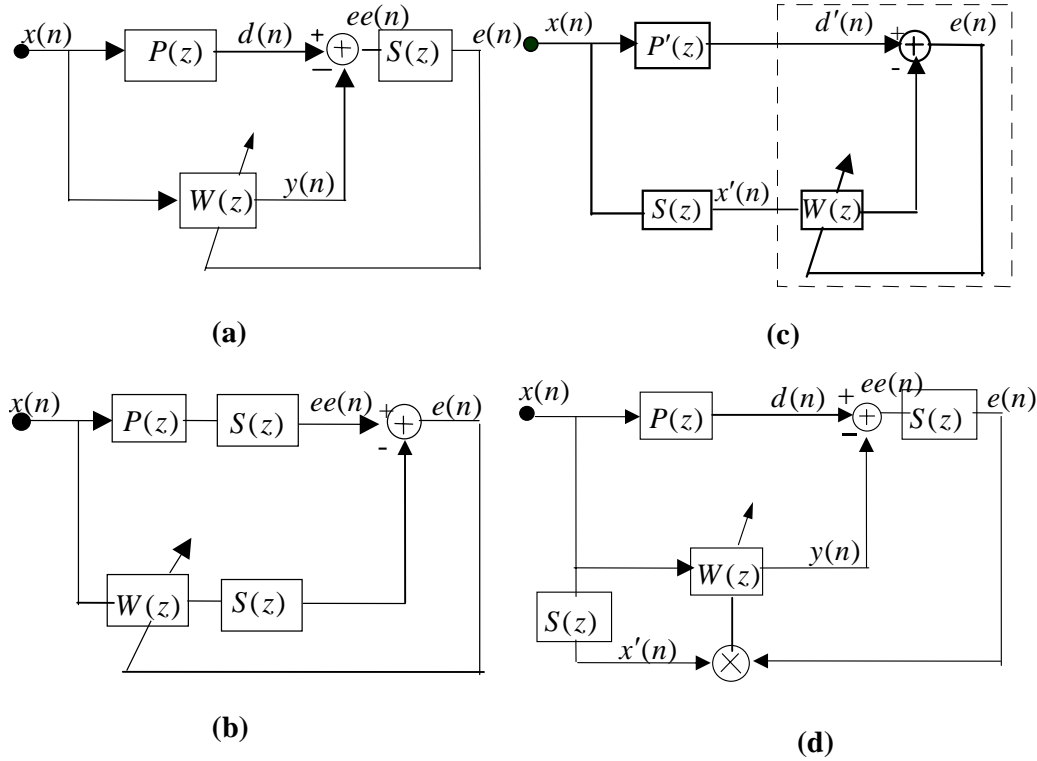 x(n) P(z) d(n) + − + ee(n) S(z) e(n)
W(z) y(n)
(a)
x(n) P′(z) d′(n) + - + e(n)
S(z) x′(n) W(z)
(c)
x(n) P(z) S(z) ee(n) + - + e(n)
W(z) S(z)
(b)
x(n) P(z) d(n) + − + ee(n) S(z) e(n)
W(z) y(n)
S(z) x′(n) ×
(d)